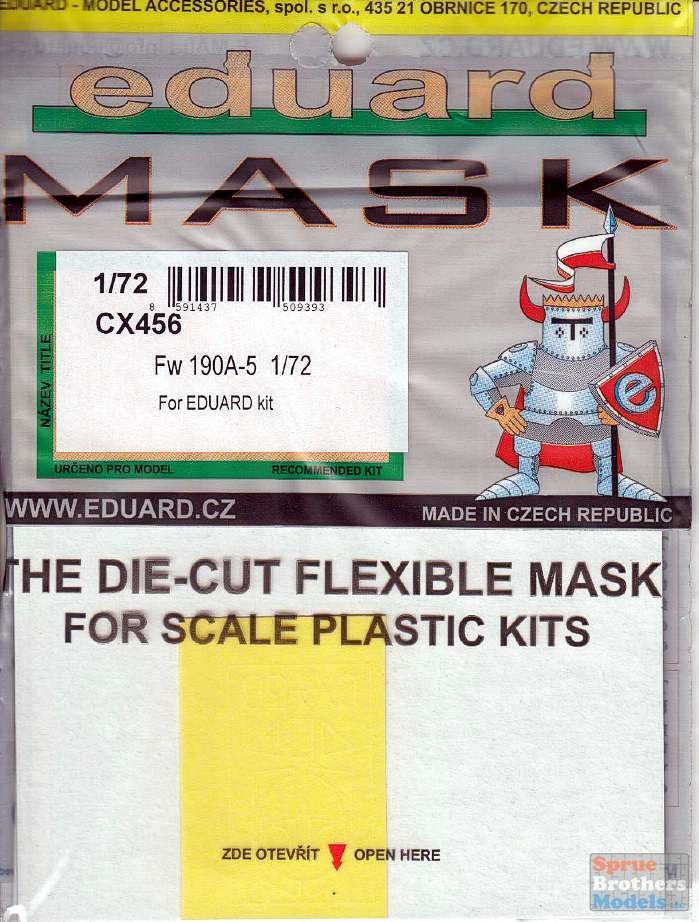 EDUARD - MODEL ACCESSORIES, spol. s r.o., 435 21 OBRNICE 170, CZECH REPUBLIC
eduard
MASK
1/72
8 591437 509393
CX456
Fw 190A-5 1/72
For EDUARD kit
NÁZEV TITLE
URČENO PRO MODEL RECOMMENDED KIT
e
WWW.EDUARD.CZ MADE IN CZECH REPUBLIC
THE DIE-CUT FLEXIBLE MASK
FOR SCALE PLASTIC KITS
ZDE OTEVŘÍT OPEN HERE
Sprue
Brothers
Models